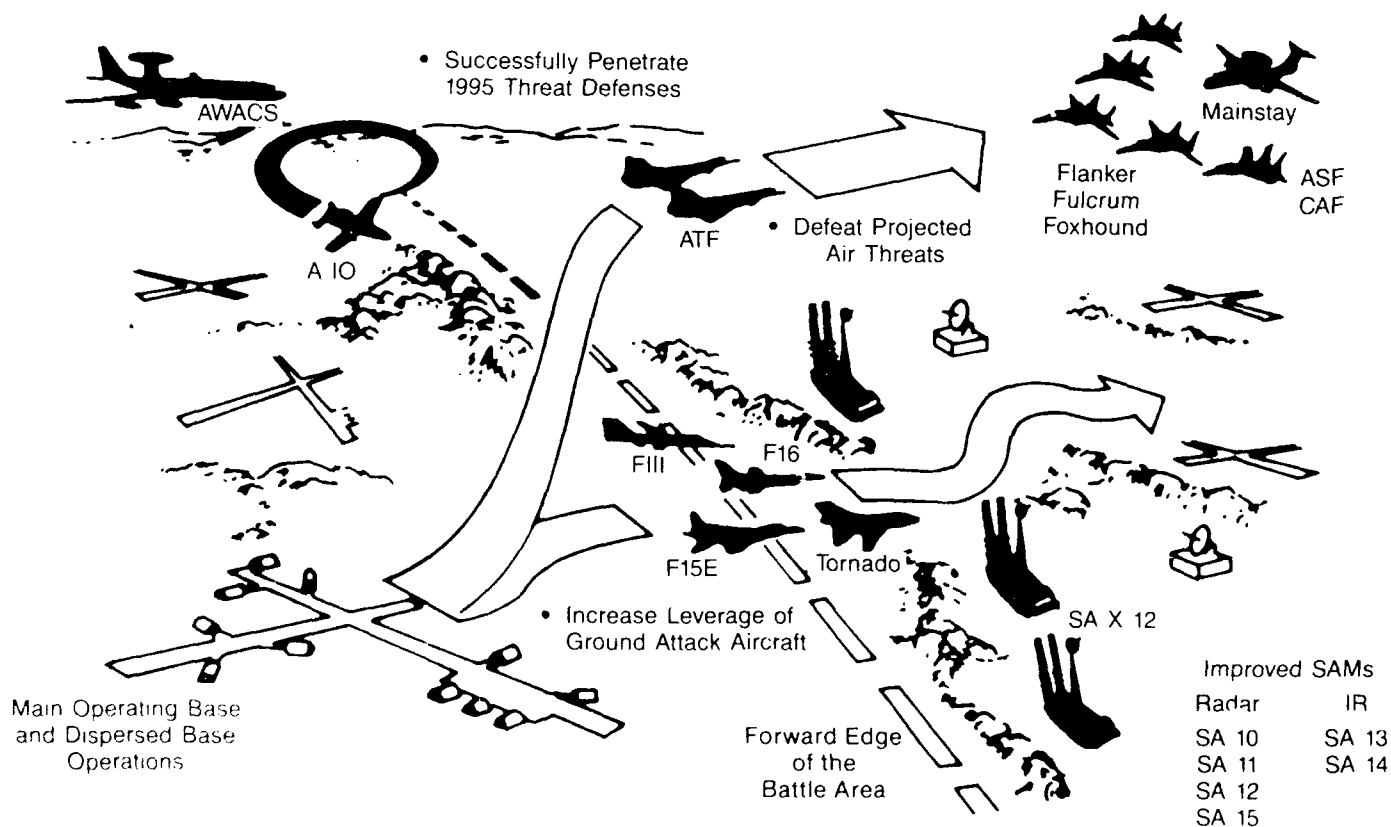 • Successfully Penetrate
1995 Threat Defenses
AWACS
Mainstay
Flanker
Fulcrum
Foxhound
ASF
CAF
ATF
• Defeat Projected
Air Threats
A IO
FIII
F16
F15E
Tornado
• Increase Leverage of
Ground Attack Aircraft
SA X 12
Main Operating Base
and Dispersed Base
Operations
Forward Edge
of the
Battle Area
Improved SAMs
Radar IR
SA 10 SA 13
SA 11 SA 14
SA 12
SA 15